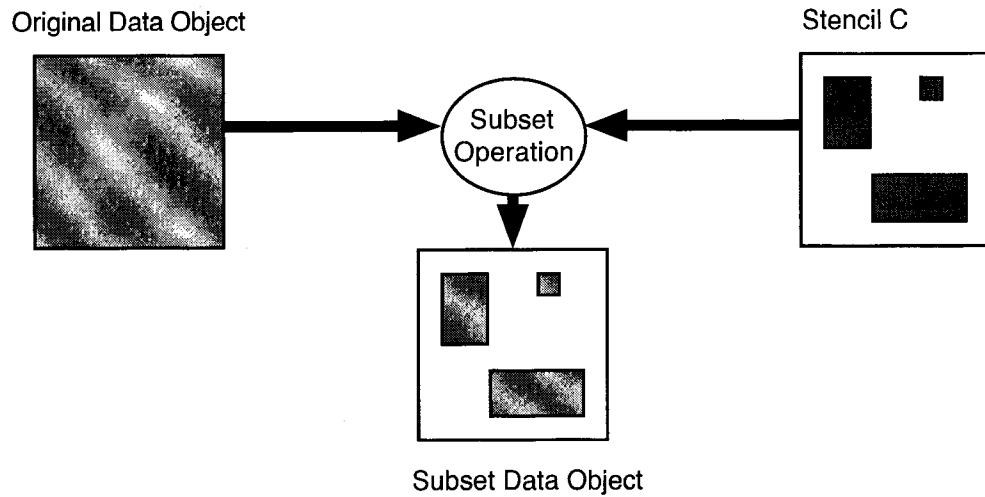 Original Data Object
Stencil C
Subset
Operation
Subset Data Object